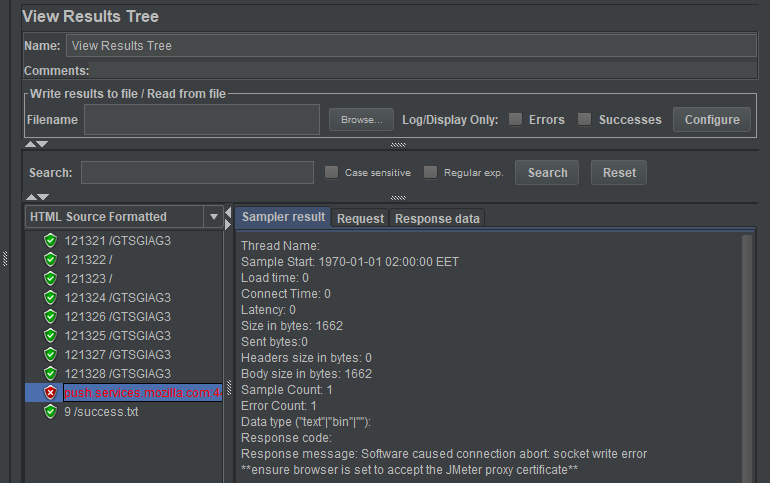 View Results Tree
Name: View Results Tree
Comments:
Write results to file / Read from file
Filename Browse... Log/Display Only: Errors Successes Configure
Search: Case sensitive Regular exp. Search Reset
HTML Source Formatted Sampler result Request Response data
121321 /GTSGIAG3
121322 /
121323 /
121324 /GTSGIAG3
121326 /GTSGIAG3
121325 /GTSGIAG3
121327 /GTSGIAG3
121328 /GTSGIAG3
push.services.mozilla.com:4
9 /success.txt
Thread Name:
Sample Start: 1970-01-01 02:00:00 EET
Load time: 0
Connect Time: 0
Latency: 0
Size in bytes: 1662
Sent bytes:0
Headers size in bytes: 0
Body size in bytes: 1662
Sample Count: 1
Error Count: 1
Data type ("text"|"bin"|""):
Response code:
Response message: Software caused connection abort: socket write error
**ensure browser is set to accept the JMeter proxy certificate**